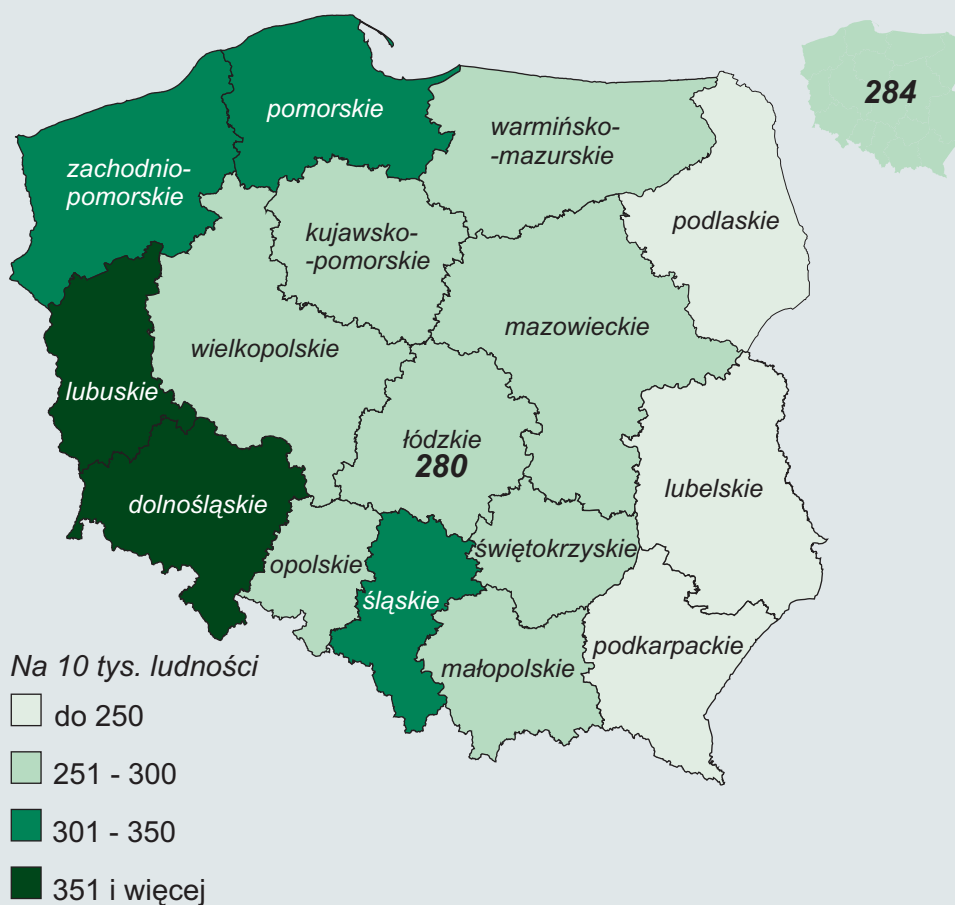 pomorskie
284
warmińsko-
-mazurskie
zachodnio-
pomorskie
podlaskie
kujawsko-
-pomorskie
mazowieckie
wielkopolskie
lubuskie
łódzkie
280
lubelskie
dolnośląskie
świętokrzyskie
opolskie
śląskie
podkarpackie
małopolskie
Na 10 tys. ludności
do 250
251 - 300
301 - 350
351 i więcej